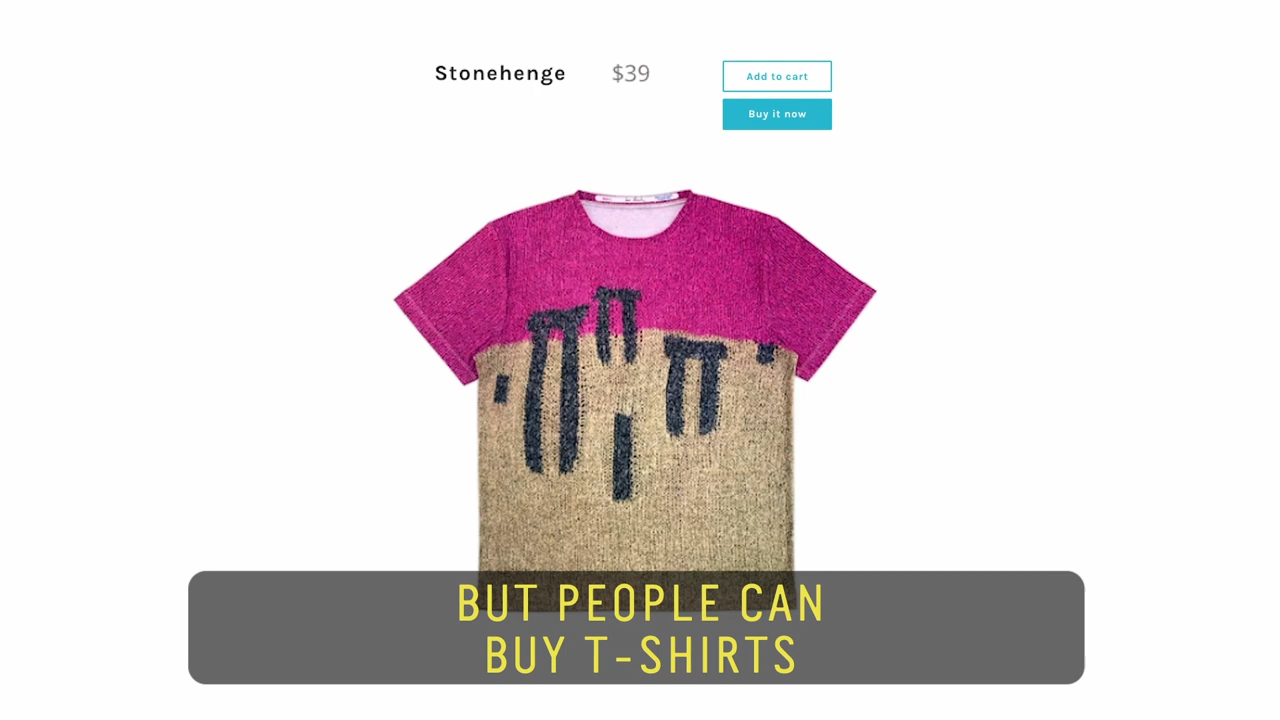 Stonehenge $39
Add to cart
Buy it now
BUT PEOPLE CAN
BUY T-SHIRTS